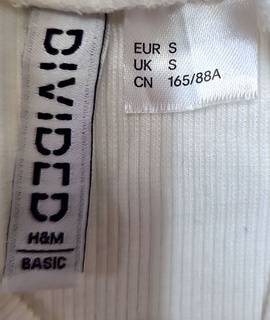 DIVIDED
H&M
BASIC
EUR S
UK S
CN 165/88A